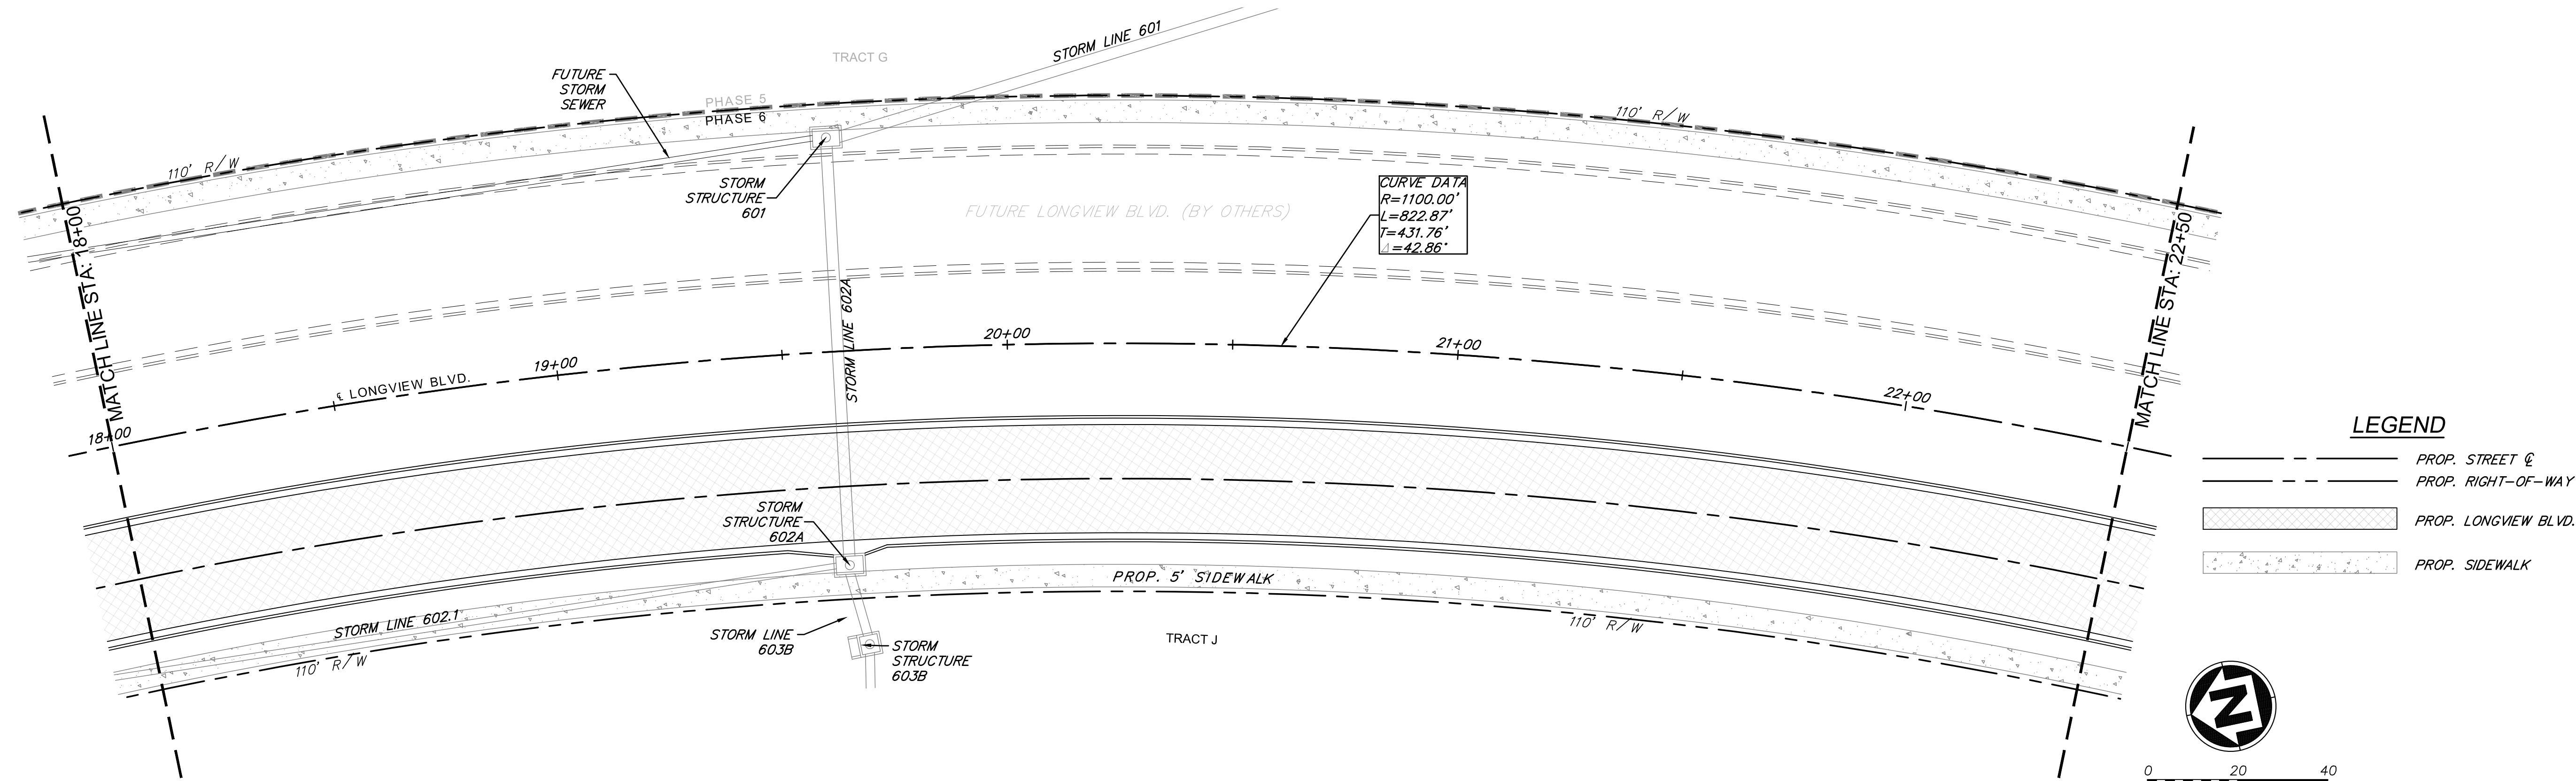 STORM LINE 601
TRACT G
FUTURE
STORM
SEWER
PHASE 5
PHASE 6
110' R/W
110' R/W
STORM
STRUCTURE
601
FUTURE LONGVIEW BLVD. (BY OTHERS)
CURVE DATA
R=1100.00'
L=822.87'
T=431.76'
Δ=42.86°
MATCH LINE STA: 18+00
MATCH LINE STA: 22+50
STORM LINE 602A
18+00
℄ LONGVIEW BLVD.
19+00
20+00
21+00
22+00
STORM
STRUCTURE
602A
PROP. 5' SIDEWALK
STORM LINE 602.1
110' R/W
110' R/W
STORM LINE
603B
STORM
STRUCTURE
603B
TRACT J
LEGEND
PROP. STREET ℄
PROP. RIGHT-OF-WAY
PROP. LONGVIEW BLVD.
PROP. SIDEWALK
N
0 20 40